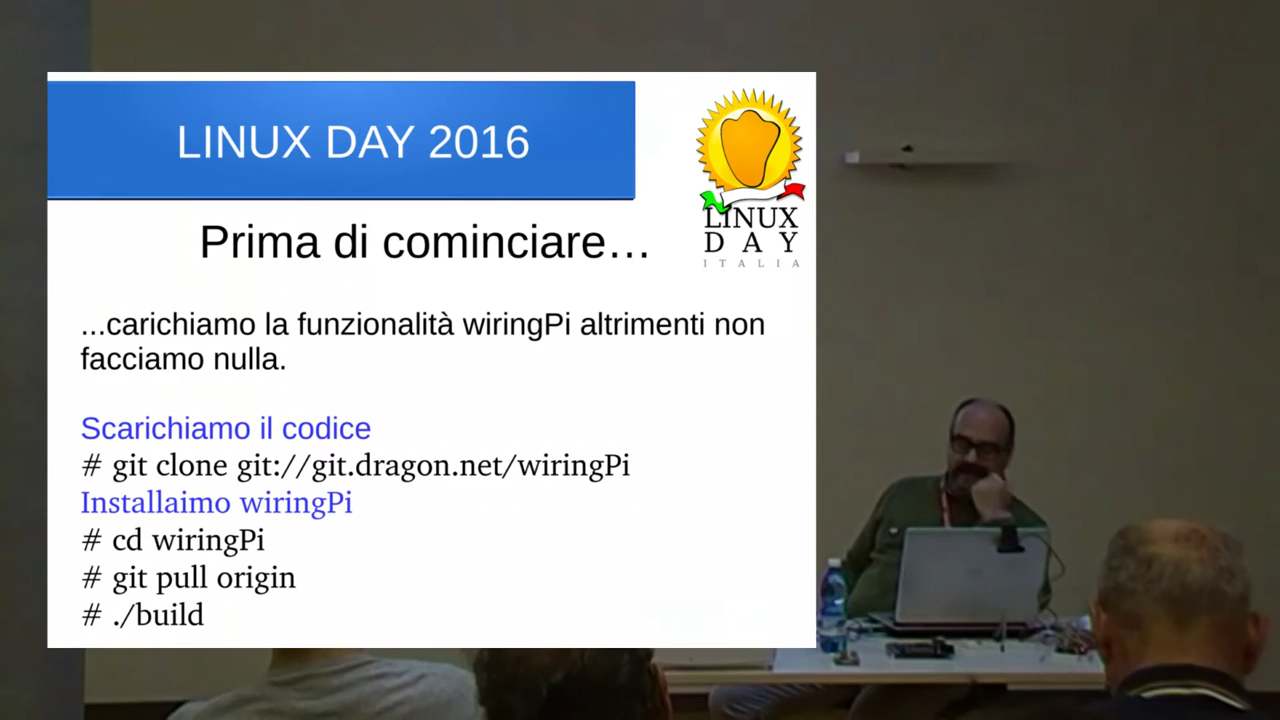 LINUX DAY 2016
LINUX
DAY
ITALIA
Prima di cominciare...
...carichiamo la funzionalità wiringPi altrimenti non
facciamo nulla.
Scarichiamo il codice
# git clone git://git.dragon.net/wiringPi
Installaimo wiringPi
# cd wiringPi
# git pull origin
# ./build